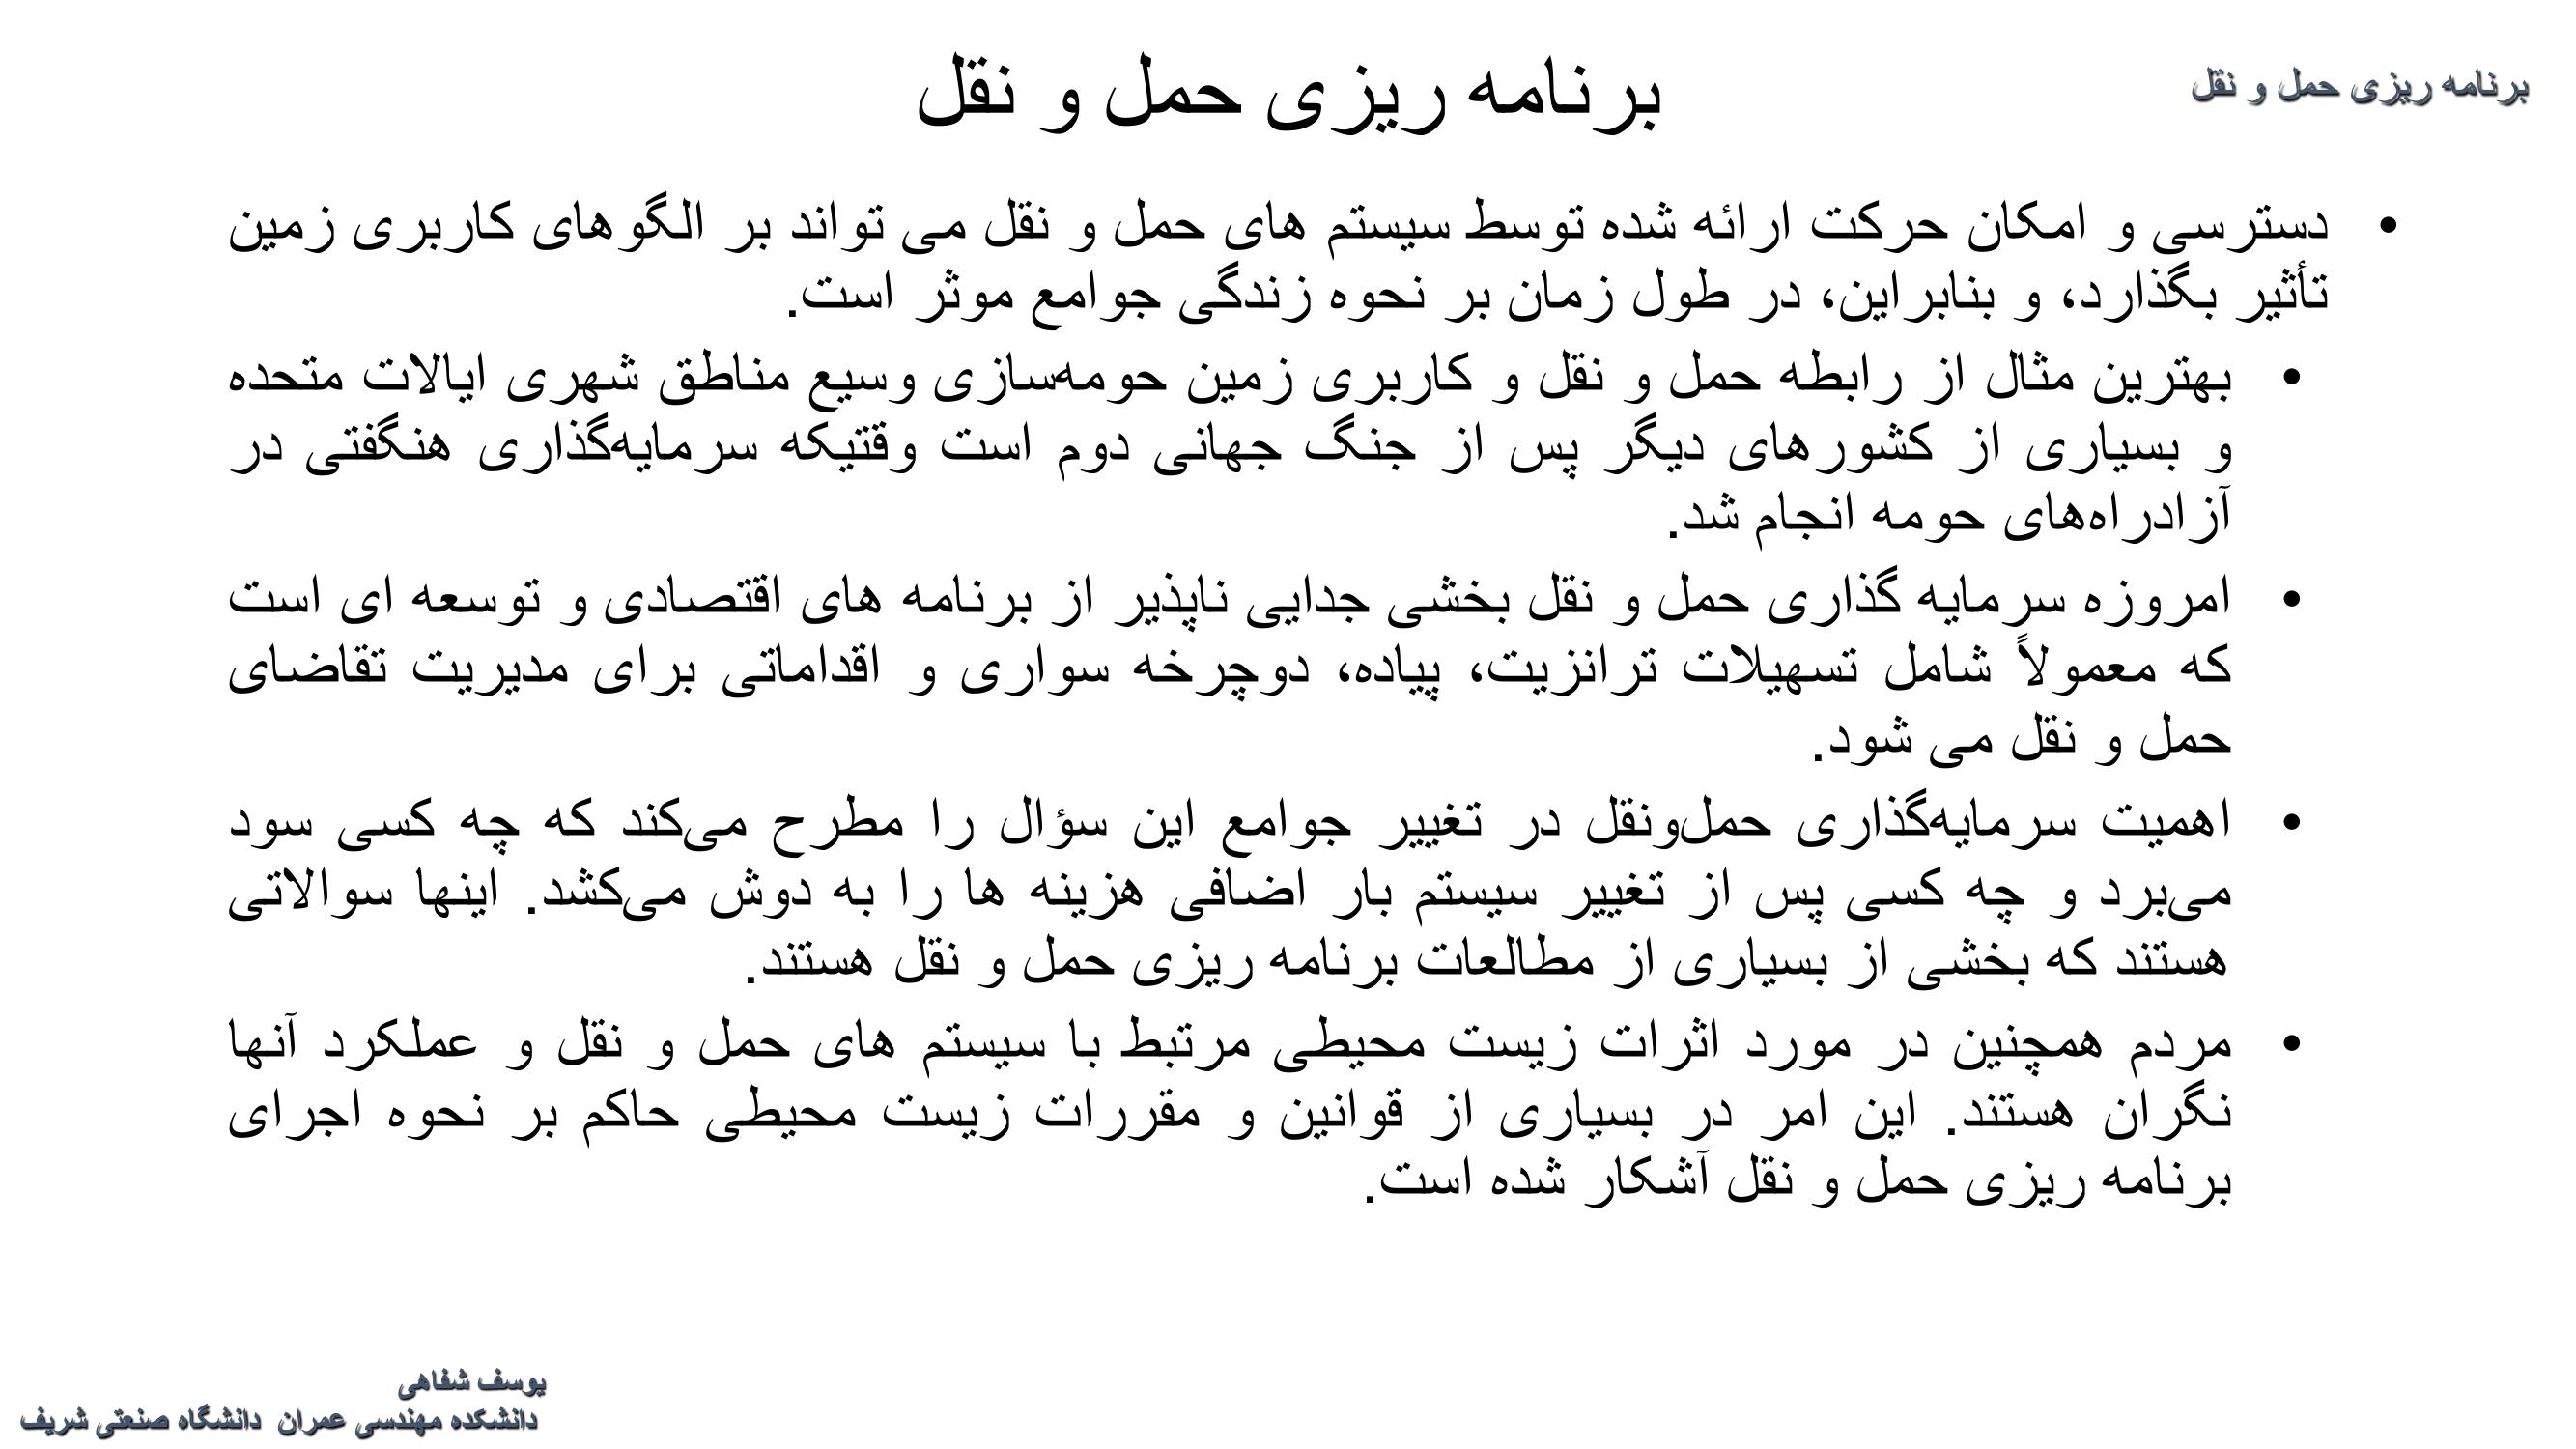 برنامه ریزی حمل و نقل
برنامه ریزی حمل و نقل
• دسترسی و امکان حرکت ارائه شده توسط سیستم های حمل و نقل می تواند بر الگوهای کاربری زمین
تأثیر بگذارد، و بنابراین، در طول زمان بر نحوه زندگی جوامع موثر است.
• بهترین مثال از رابطه حمل و نقل و کاربری زمین حومه‌سازی وسیع مناطق شهری ایالات متحده
و بسیاری از کشورهای دیگر پس از جنگ جهانی دوم است وقتیکه سرمایه‌گذاری هنگفتی در
آزادراه‌های حومه انجام شد.
• امروزه سرمایه گذاری حمل و نقل بخشی جدایی ناپذیر از برنامه های اقتصادی و توسعه ای است
که معمولاً شامل تسهیلات ترانزیت، پیاده، دوچرخه سواری و اقداماتی برای مدیریت تقاضای
حمل و نقل می شود.
• اهمیت سرمایه‌گذاری حمل‌ونقل در تغییر جوامع این سؤال را مطرح می‌کند که چه کسی سود
می‌برد و چه کسی پس از تغییر سیستم بار اضافی هزینه ها را به دوش می‌کشد. اینها سوالاتی
هستند که بخشی از بسیاری از مطالعات برنامه ریزی حمل و نقل هستند.
• مردم همچنین در مورد اثرات زیست محیطی مرتبط با سیستم های حمل و نقل و عملکرد آنها
نگران هستند. این امر در بسیاری از قوانین و مقررات زیست محیطی حاکم بر نحوه اجرای
برنامه ریزی حمل و نقل آشکار شده است.
یوسف شفاهی
دانشکده مهندسی عمران دانشگاه صنعتی شریف